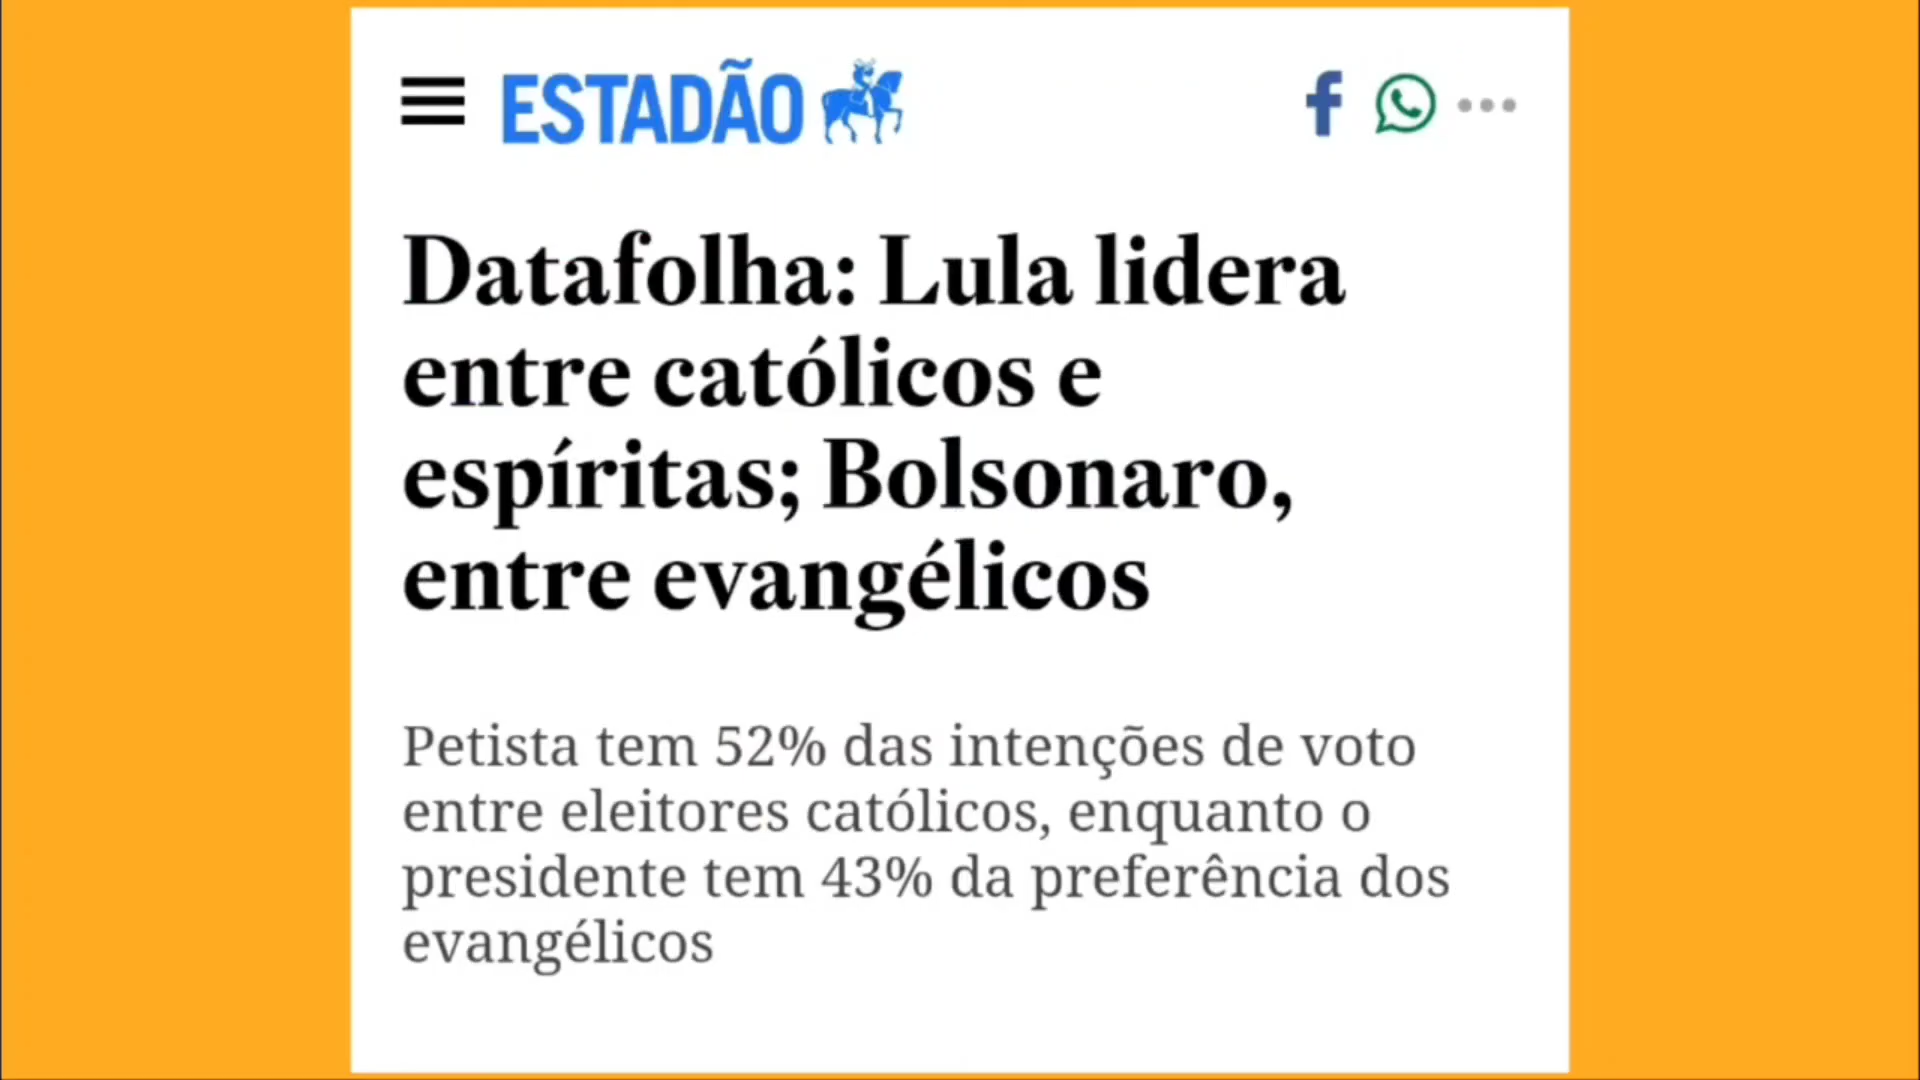 ESTADÃO
Datafolha: Lula lidera
entre católicos e
espíritas; Bolsonaro,
entre evangélicos
Petista tem 52% das intenções de voto
entre eleitores católicos, enquanto o
presidente tem 43% da preferência dos
evangélicos